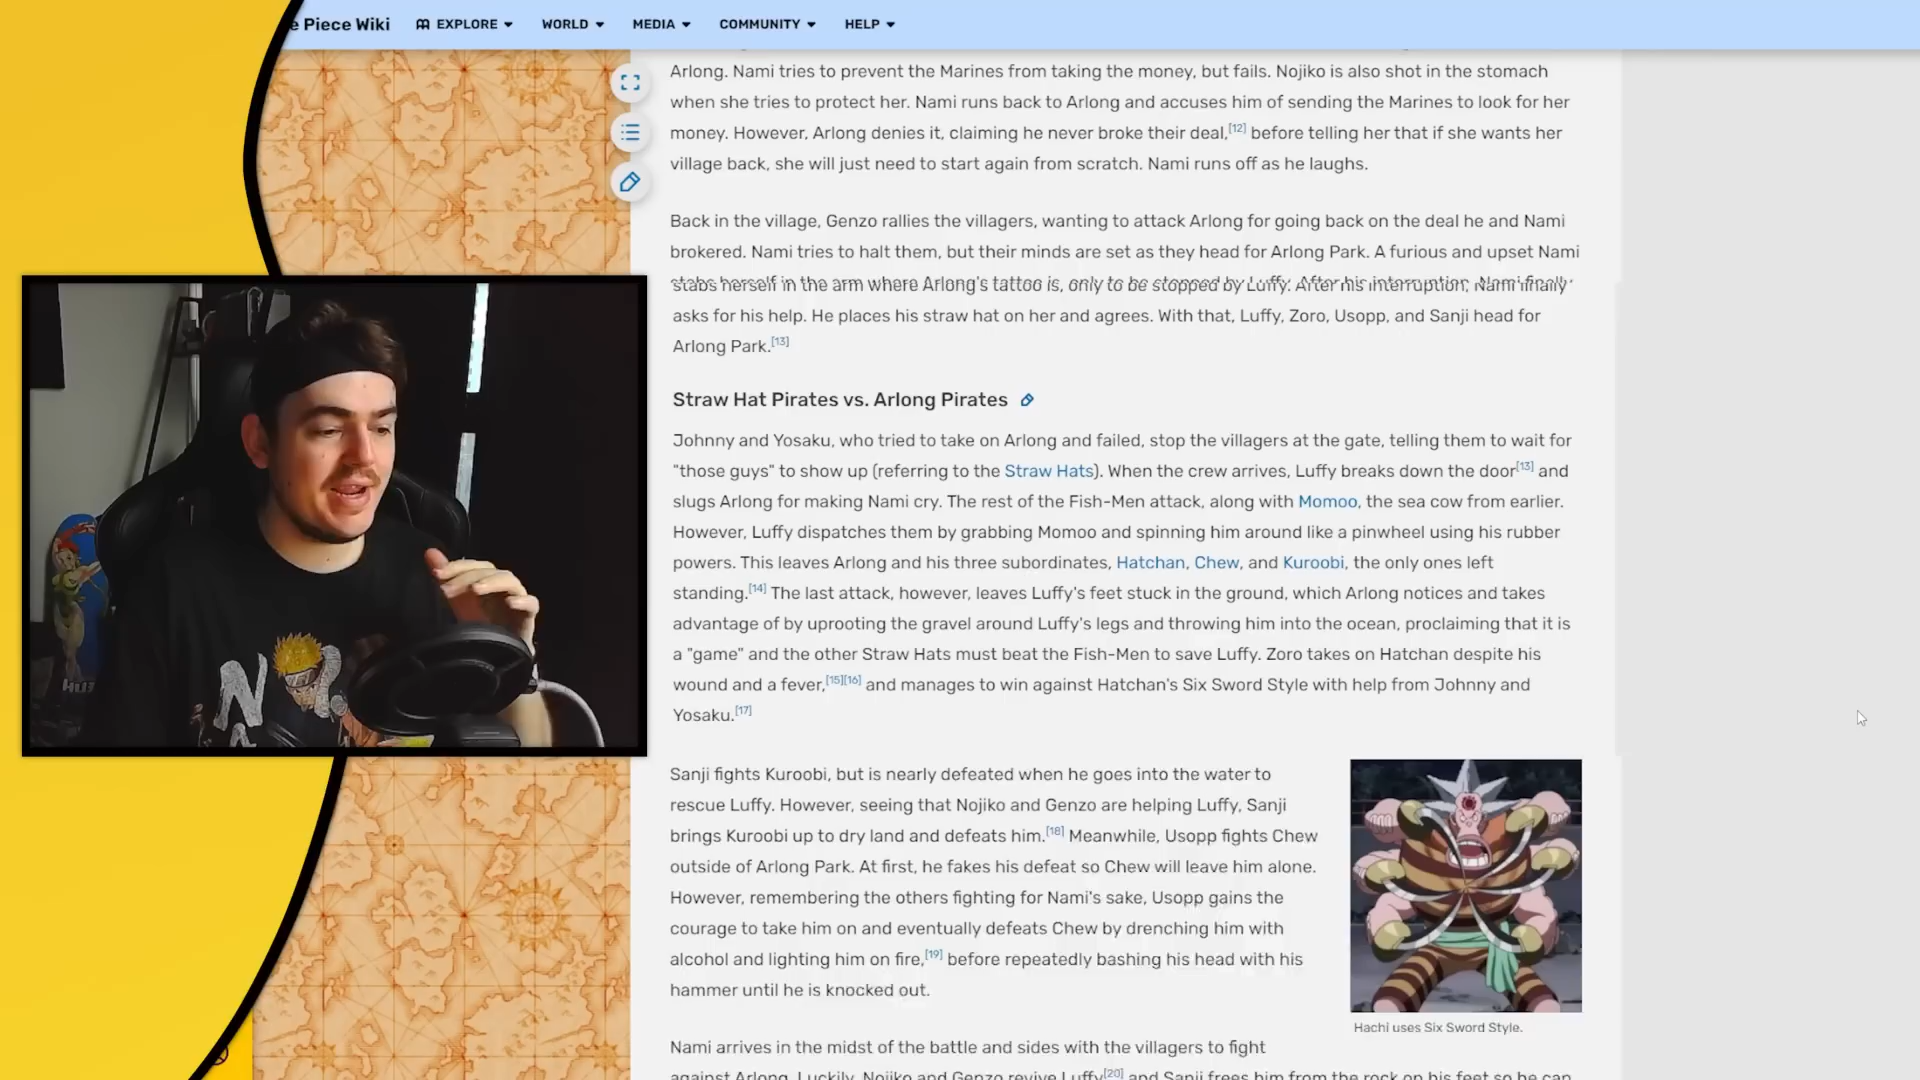 e Piece Wiki EXPLORE WORLD MEDIA COMMUNITY HELP
Arlong. Nami tries to prevent the Marines from taking the money, but fails. Nojiko is also shot in the stomach
when she tries to protect her. Nami runs back to Arlong and accuses him of sending the Marines to look for her
money. However, Arlong denies it, claiming he never broke their deal,[12] before telling her that if she wants her
village back, she will just need to start again from scratch. Nami runs off as he laughs.
Back in the village, Genzo rallies the villagers, wanting to attack Arlong for going back on the deal he and Nami
brokered. Nami tries to halt them, but their minds are set as they head for Arlong Park. A furious and upset Nami
stabs herself in the arm where Arlong's tattoo is, only to be stopped by Luffy. After his interruption, Nami finally
asks for his help. He places his straw hat on her and agrees. With that, Luffy, Zoro, Usopp, and Sanji head for
Arlong Park.[13]
Straw Hat Pirates vs. Arlong Pirates
Johnny and Yosaku, who tried to take on Arlong and failed, stop the villagers at the gate, telling them to wait for
"those guys" to show up (referring to the Straw Hats). When the crew arrives, Luffy breaks down the door[13] and
slugs Arlong for making Nami cry. The rest of the Fish-Men attack, along with Momoo, the sea cow from earlier.
However, Luffy dispatches them by grabbing Momoo and spinning him around like a pinwheel using his rubber
powers. This leaves Arlong and his three subordinates, Hatchan, Chew, and Kuroobi, the only ones left
standing.[14] The last attack, however, leaves Luffy's feet stuck in the ground, which Arlong notices and takes
advantage of by uprooting the gravel around Luffy's legs and throwing him into the ocean, proclaiming that it is
a "game" and the other Straw Hats must beat the Fish-Men to save Luffy. Zoro takes on Hatchan despite his
wound and a fever,[15][16] and manages to win against Hatchan's Six Sword Style with help from Johnny and
Yosaku.[17]
Sanji fights Kuroobi, but is nearly defeated when he goes into the water to
rescue Luffy. However, seeing that Nojiko and Genzo are helping Luffy, Sanji
brings Kuroobi up to dry land and defeats him.[18] Meanwhile, Usopp fights Chew
outside of Arlong Park. At first, he fakes his defeat so Chew will leave him alone.
However, remembering the others fighting for Nami's sake, Usopp gains the
courage to take him on and eventually defeats Chew by drenching him with
alcohol and lighting him on fire,[19] before repeatedly bashing his head with his
hammer until he is knocked out.
Hachi uses Six Sword Style.
Nami arrives in the midst of the battle and sides with the villagers to fight
against Arlong. Luckily, Nojiko and Genzo revive Luffy[20] and Sanji frees him from the rock on his feet so he can